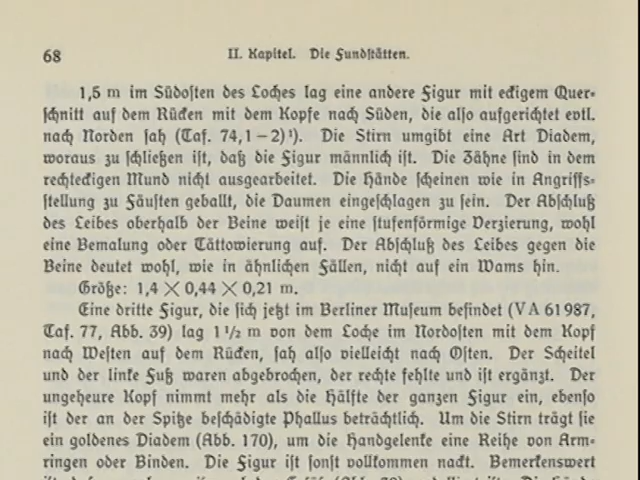 68
II. Kapitel. Die Fundstätten.
1,5 m im Südosten des Loches lag eine andere Figur mit eckigem Quer-
schnitt auf dem Rücken mit dem Kopfe nach Süden, die also aufgerichtet evtl.
nach Norden sah (Taf. 74,1–2)¹). Die Stirn umgibt eine Art Diadem,
woraus zu schließen ist, daß die Figur männlich ist. Die Zähne sind in dem
rechteckigen Mund nicht ausgearbeitet. Die Hände scheinen wie in Angriffs-
stellung zu Fäusten geballt, die Daumen eingeschlagen zu sein. Der Abschluß
des Leibes oberhalb der Beine weist je eine stufenförmige Verzierung, wohl
eine Bemalung oder Tättowierung auf. Der Abschluß des Leibes gegen die
Beine deutet wohl, wie in ähnlichen Fällen, nicht auf ein Wams hin.
Größe: 1,4 × 0,44 × 0,21 m.
Eine dritte Figur, die sich jetzt im Berliner Museum befindet (VA 61987,
Taf. 77, Abb. 39) lag 1½ m von dem Loche im Nordosten mit dem Kopf
nach Westen auf dem Rücken, sah also vielleicht nach Osten. Der Scheitel
und der linke Fuß waren abgebrochen, der rechte fehlte und ist ergänzt. Der
ungeheure Kopf nimmt mehr als die Hälfte der ganzen Figur ein, ebenso
ist der an der Spitze beschädigte Phallus beträchtlich. Um die Stirn trägt sie
ein goldenes Diadem (Abb. 170), um die Handgelenke eine Reihe von Arm-
ringen oder Binden. Die Figur ist sonst vollkommen nackt. Bemerkenswert